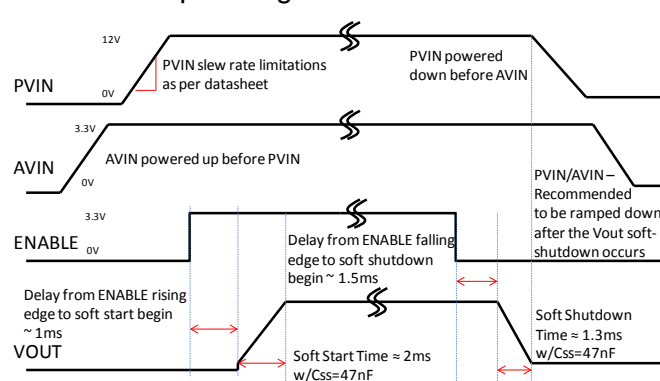 12V
PVIN
0V
PVIN slew rate limitations
as per datasheet
PVIN powered
down before AVIN
3.3V
AVIN
0V
AVIN powered up before PVIN
PVIN/AVIN –
Recommended
to be ramped down
after the Vout soft-
shutdown occurs
3.3V
ENABLE
0V
Delay from ENABLE falling
edge to soft shutdown
begin ~ 1.5ms
Delay from ENABLE rising
edge to soft start begin
~ 1ms
VOUT
Soft Start Time ≈ 2ms
w/Css=47nF
Soft Shutdown
Time ≈ 1.3ms
w/Css=47nF